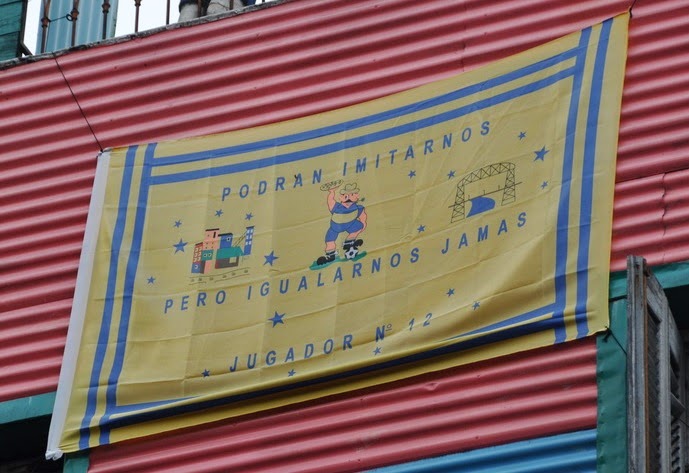 PODRAN IMITARNOS
PERO IGUALARNOS JAMAS
JUGADOR Nº 12